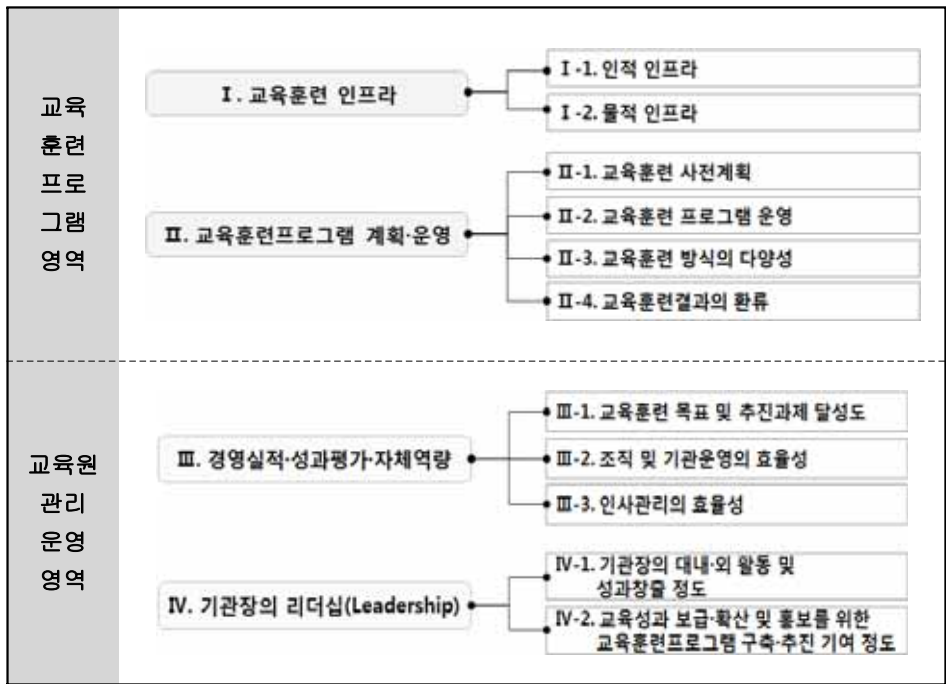 교육
훈련
프로
그램
영역
Ⅰ. 교육훈련 인프라
Ⅰ-1. 인적 인프라
Ⅰ-2. 물적 인프라
Ⅱ. 교육훈련프로그램 계획·운영
Ⅱ-1. 교육훈련 사전계획
Ⅱ-2. 교육훈련 프로그램 운영
Ⅱ-3. 교육훈련 방식의 다양성
Ⅱ-4. 교육훈련결과의 환류
교육원
관리
운영
영역
Ⅲ. 경영실적·성과평가·자체역량
Ⅲ-1. 교육훈련 목표 및 추진과제 달성도
Ⅲ-2. 조직 및 기관운영의 효율성
Ⅲ-3. 인사관리의 효율성
Ⅳ. 기관장의 리더십(Leadership)
Ⅳ-1. 기관장의 대내·외 활동 및
성과창출 정도
Ⅳ-2. 교육성과 보급·확산 및 홍보를 위한
교육훈련프로그램 구축·추진 기여 정도